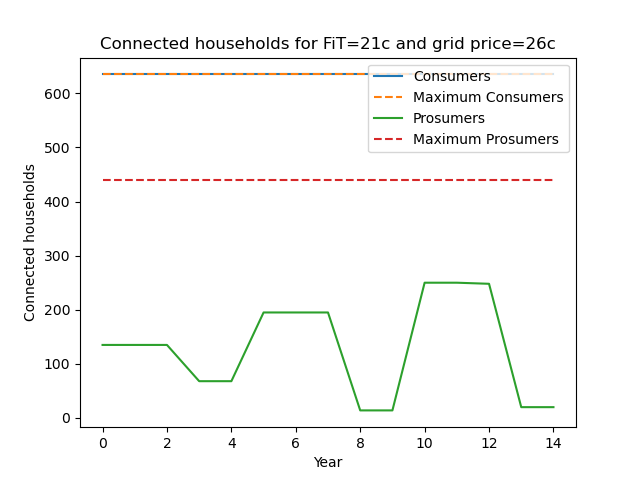 Connected households for FiT=21c and grid price=26c
Consumers
Maximum Consumers
Prosumers
Maximum Prosumers
Connected households
600
500
400
300
200
100
0
0 2 4 6 8 10 12 14
Year